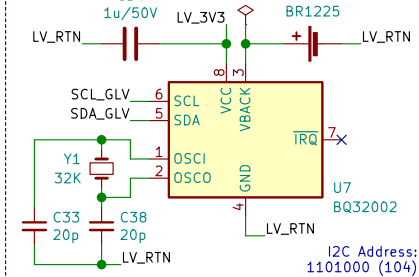 BR1225
1u/50V
LV_3V3
LV_RTN
+
LV_RTN
8
3
VCC
VBACK
SCL_GLV
6
SCL
SDA_GLV
5
SDA
IRQ
7
Y1
32K
1
OSCI
2
OSCO
GND
4
U7
BQ32002
C33
20p
C38
20p
LV_RTN
LV_RTN
I2C Address:
1101000 (104)